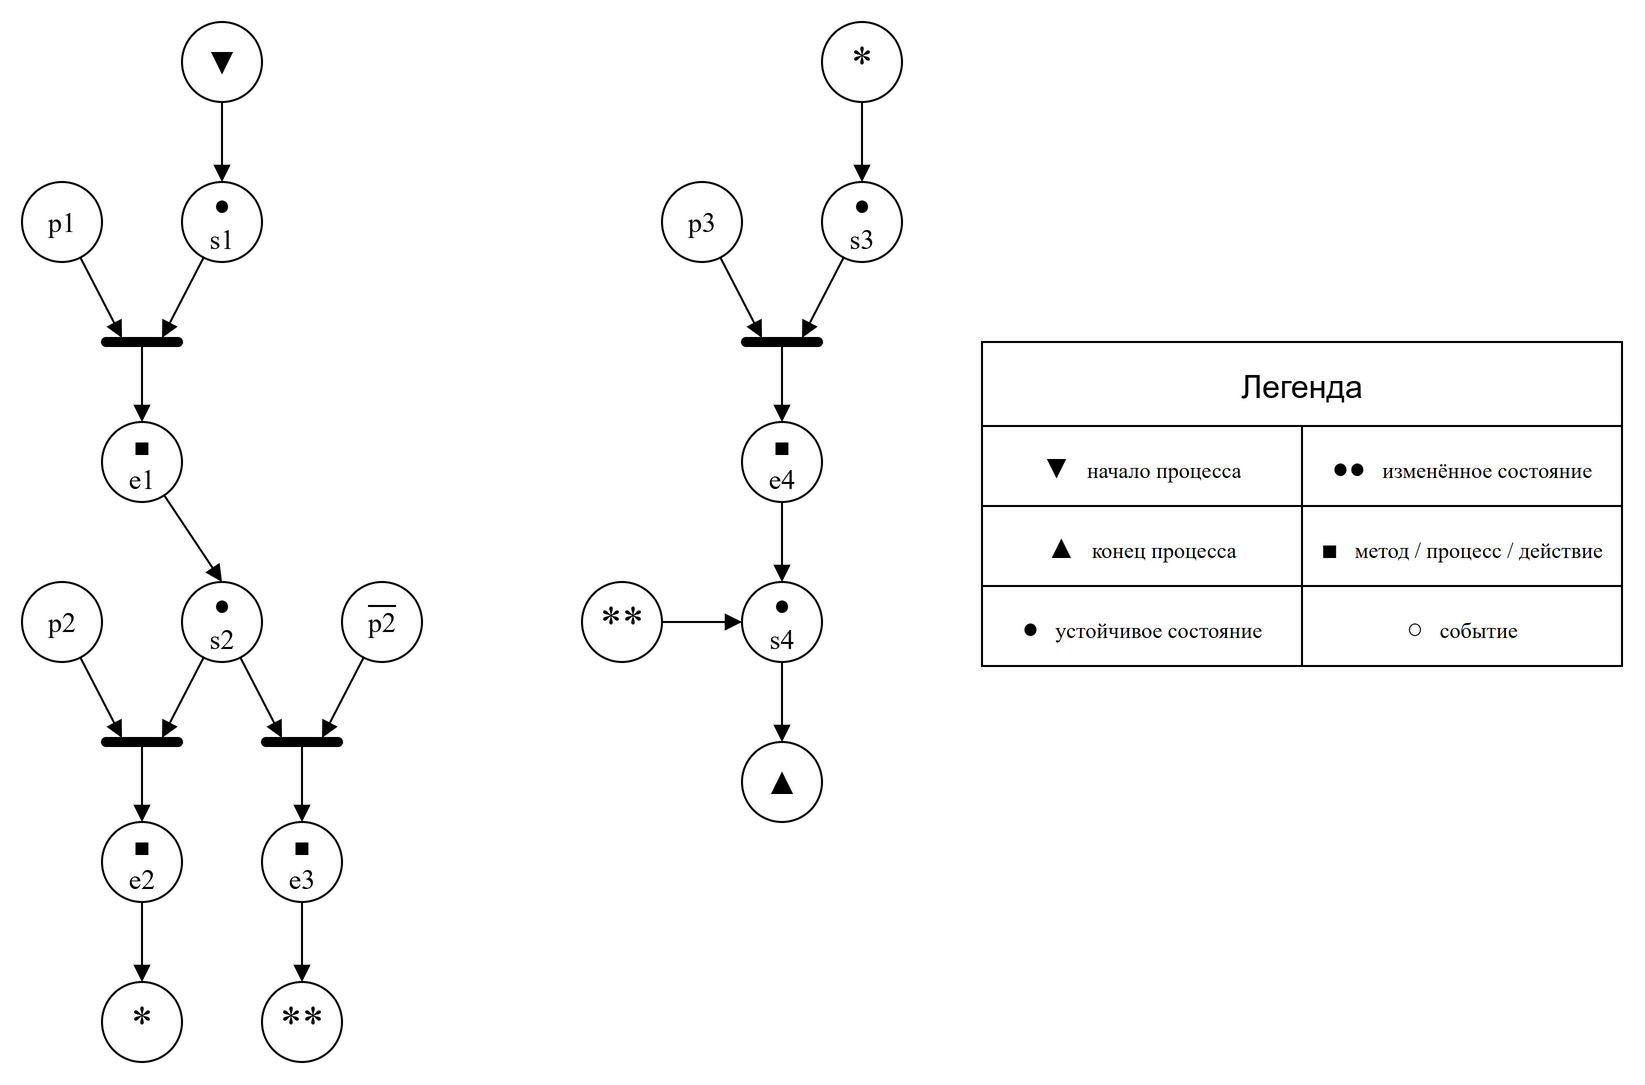 ▼
*
p1
s1
p3
s3
e1
e4
p2
s2
p2
**
s4
▲
e2
e3
*
**
Легенда
▼ начало процесса
●● изменённое состояние
▲ конец процесса
■ метод / процесс / действие
● устойчивое состояние
○ событие